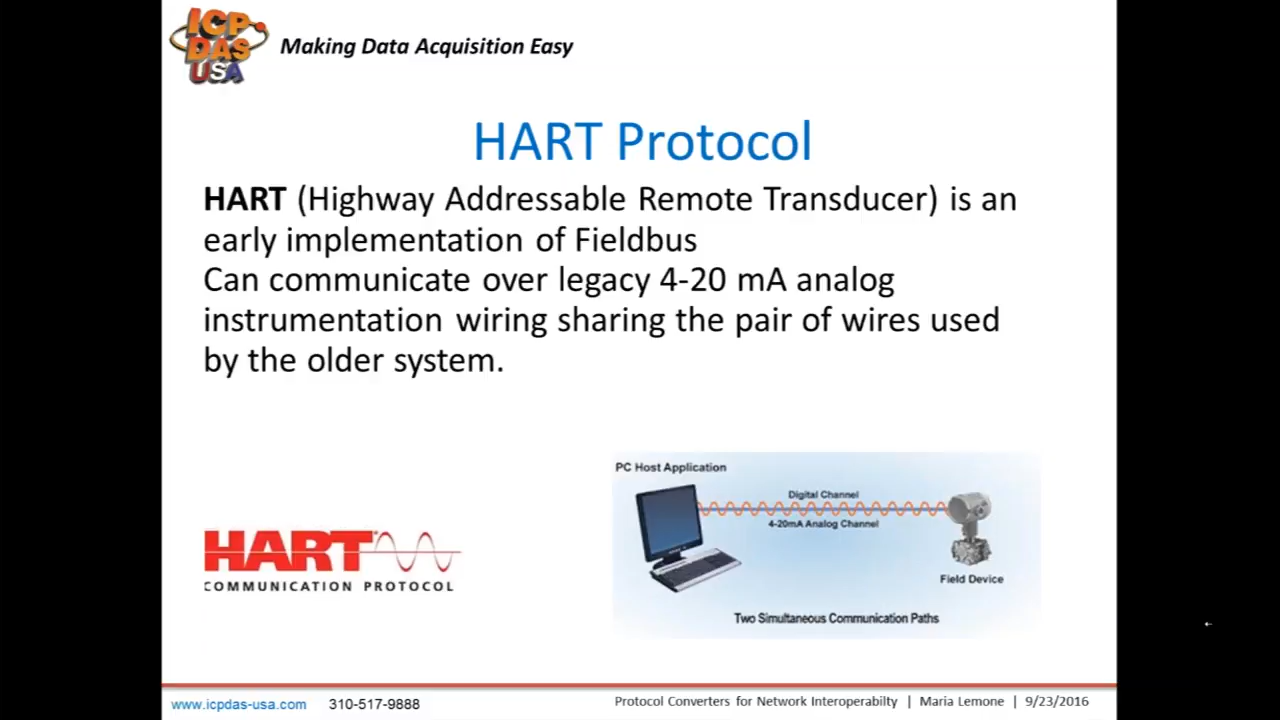 ICP
DAS
USA
Making Data Acquisition Easy
HART Protocol
HART (Highway Addressable Remote Transducer) is an
early implementation of Fieldbus
Can communicate over legacy 4-20 mA analog
instrumentation wiring sharing the pair of wires used
by the older system.
PC Host Application
Digital Channel
4-20mA Analog Channel
Field Device
Two Simultaneous Communication Paths
HART
COMMUNICATION PROTOCOL
www.icpdas-usa.com 310-517-9888
Protocol Converters for Network Interoperabilty | Maria Lemone | 9/23/2016